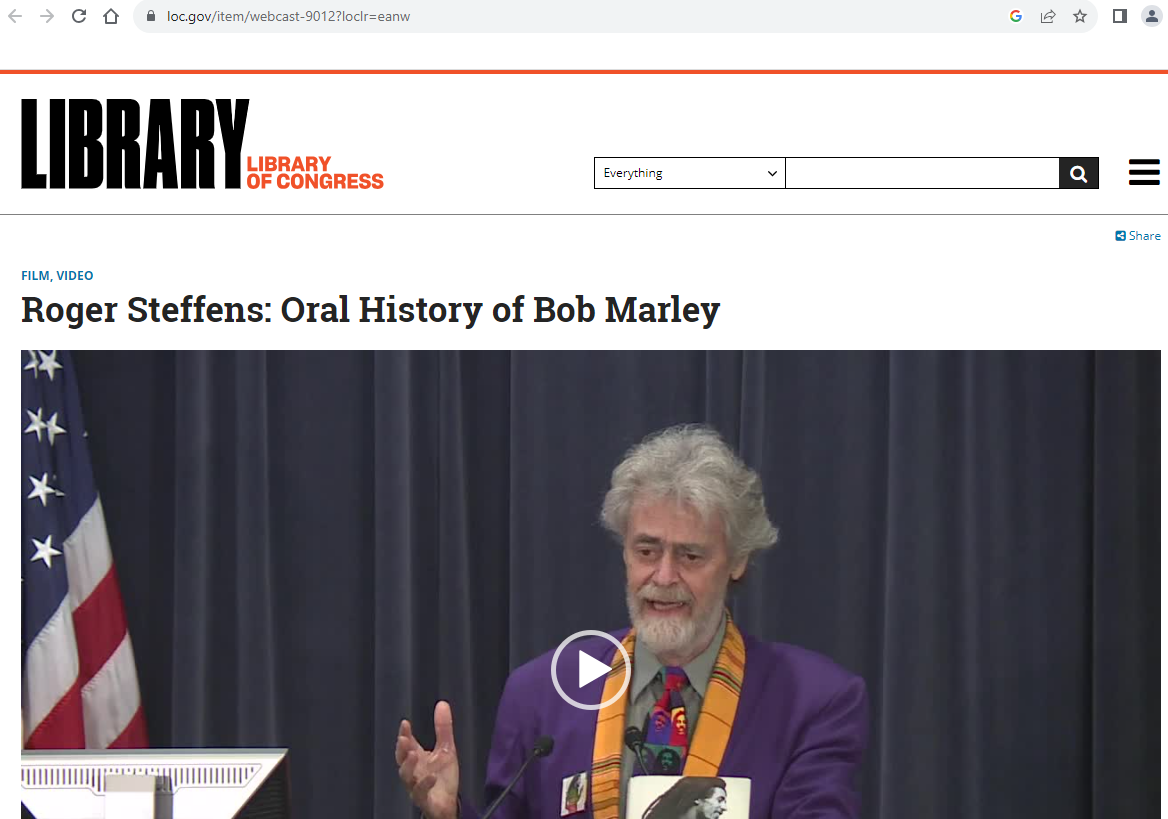 loc.gov/item/webcast-9012?loclr=eanw
LIBRARY
LIBRARY
OF CONGRESS
Everything
Share
FILM, VIDEO
Roger Steffens: Oral History of Bob Marley